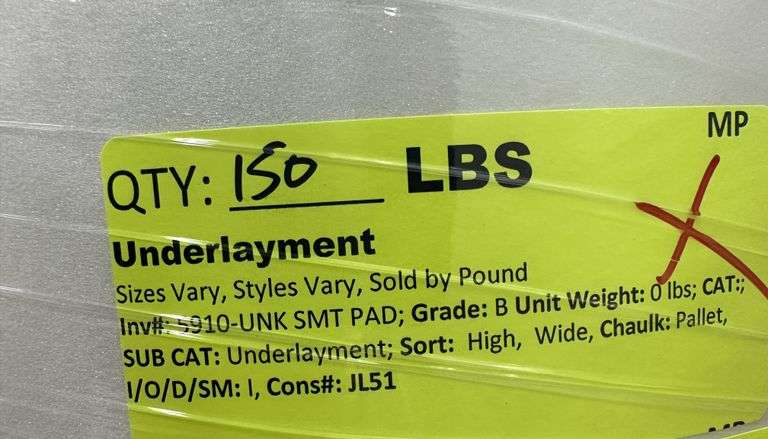 MP
QTY: 150 LBS
Underlayment
Sizes Vary, Styles Vary, Sold by Pound
Inv#: 5910-UNK SMT PAD; Grade: B Unit Weight: 0 lbs; CAT:;
SUB CAT: Underlayment; Sort: High, Wide, Chaulk: Pallet,
I/O/D/SM: I, Cons#: JL51